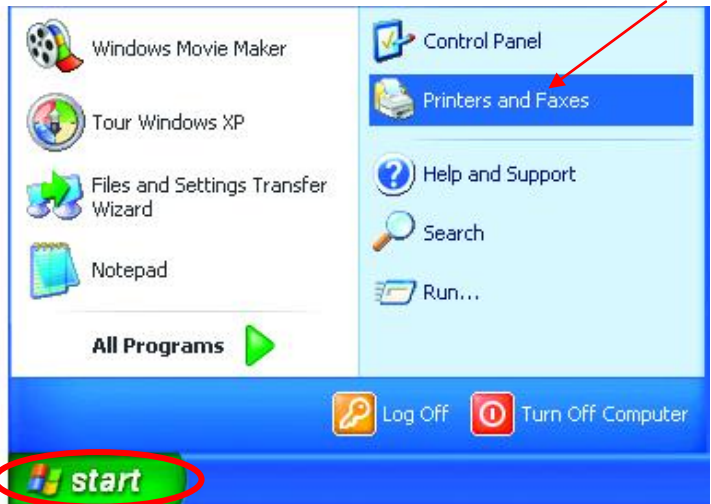 Windows Movie Maker
Tour Windows XP
Files and Settings Transfer
Wizard
Notepad
All Programs
Control Panel
Printers and Faxes
Help and Support
Search
Run...
Log Off
Turn Off Computer
start